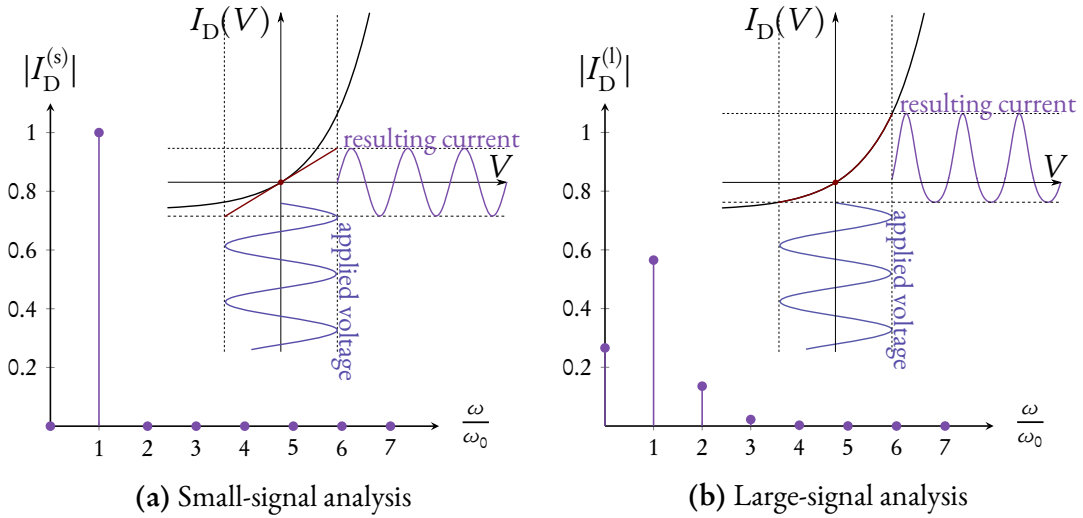 I_D(V)
|I_D^(s)|
1
0.8
0.6
0.4
0.2
resulting current
V
applied voltage
1 2 3 4 5 6 7
ω/ω₀
(a) Small-signal analysis
I_D(V)
|I_D^(l)|
1
0.8
0.6
0.4
0.2
resulting current
V
applied voltage
1 2 3 4 5 6 7
ω/ω₀
(b) Large-signal analysis